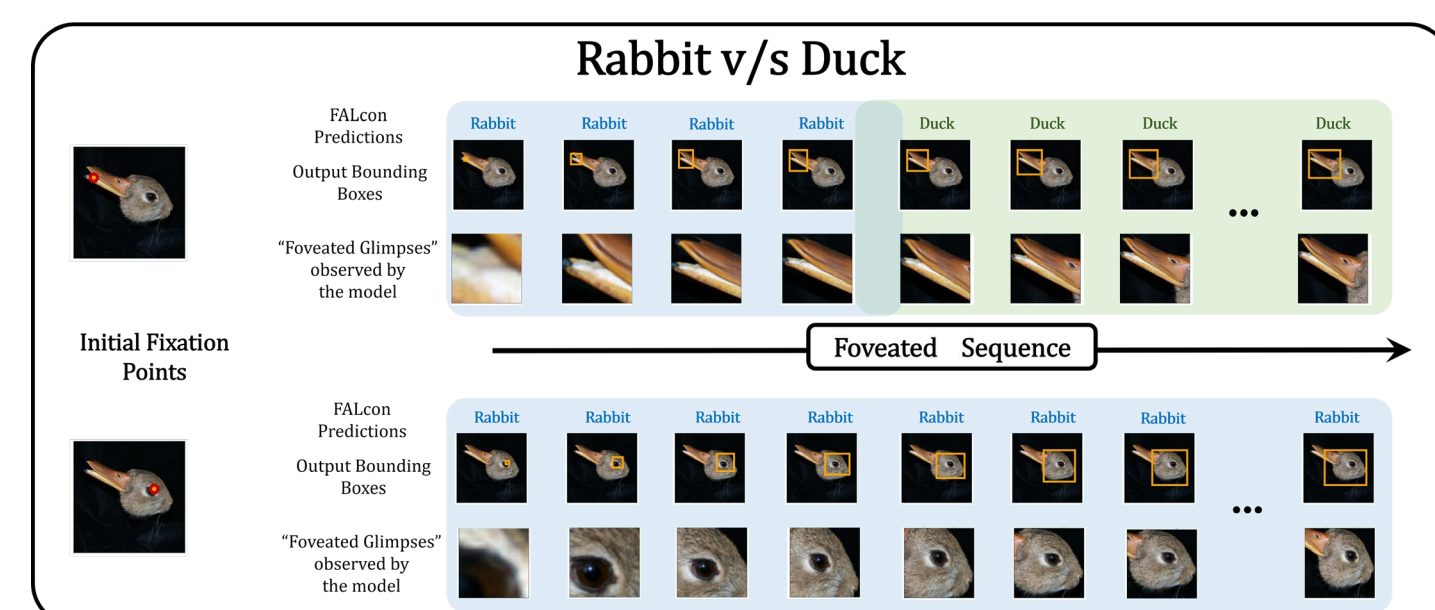 Rabbit v/s Duck
FALcon
Predictions
Rabbit Rabbit Rabbit Rabbit Duck Duck Duck Duck
Output Bounding
Boxes
...
“Foveated Glimpses”
observed by
the model
Initial Fixation
Points
Foveated Sequence
FALcon
Predictions
Rabbit Rabbit Rabbit Rabbit Rabbit Rabbit Rabbit Rabbit
Output Bounding
Boxes
...
“Foveated Glimpses”
observed by
the model